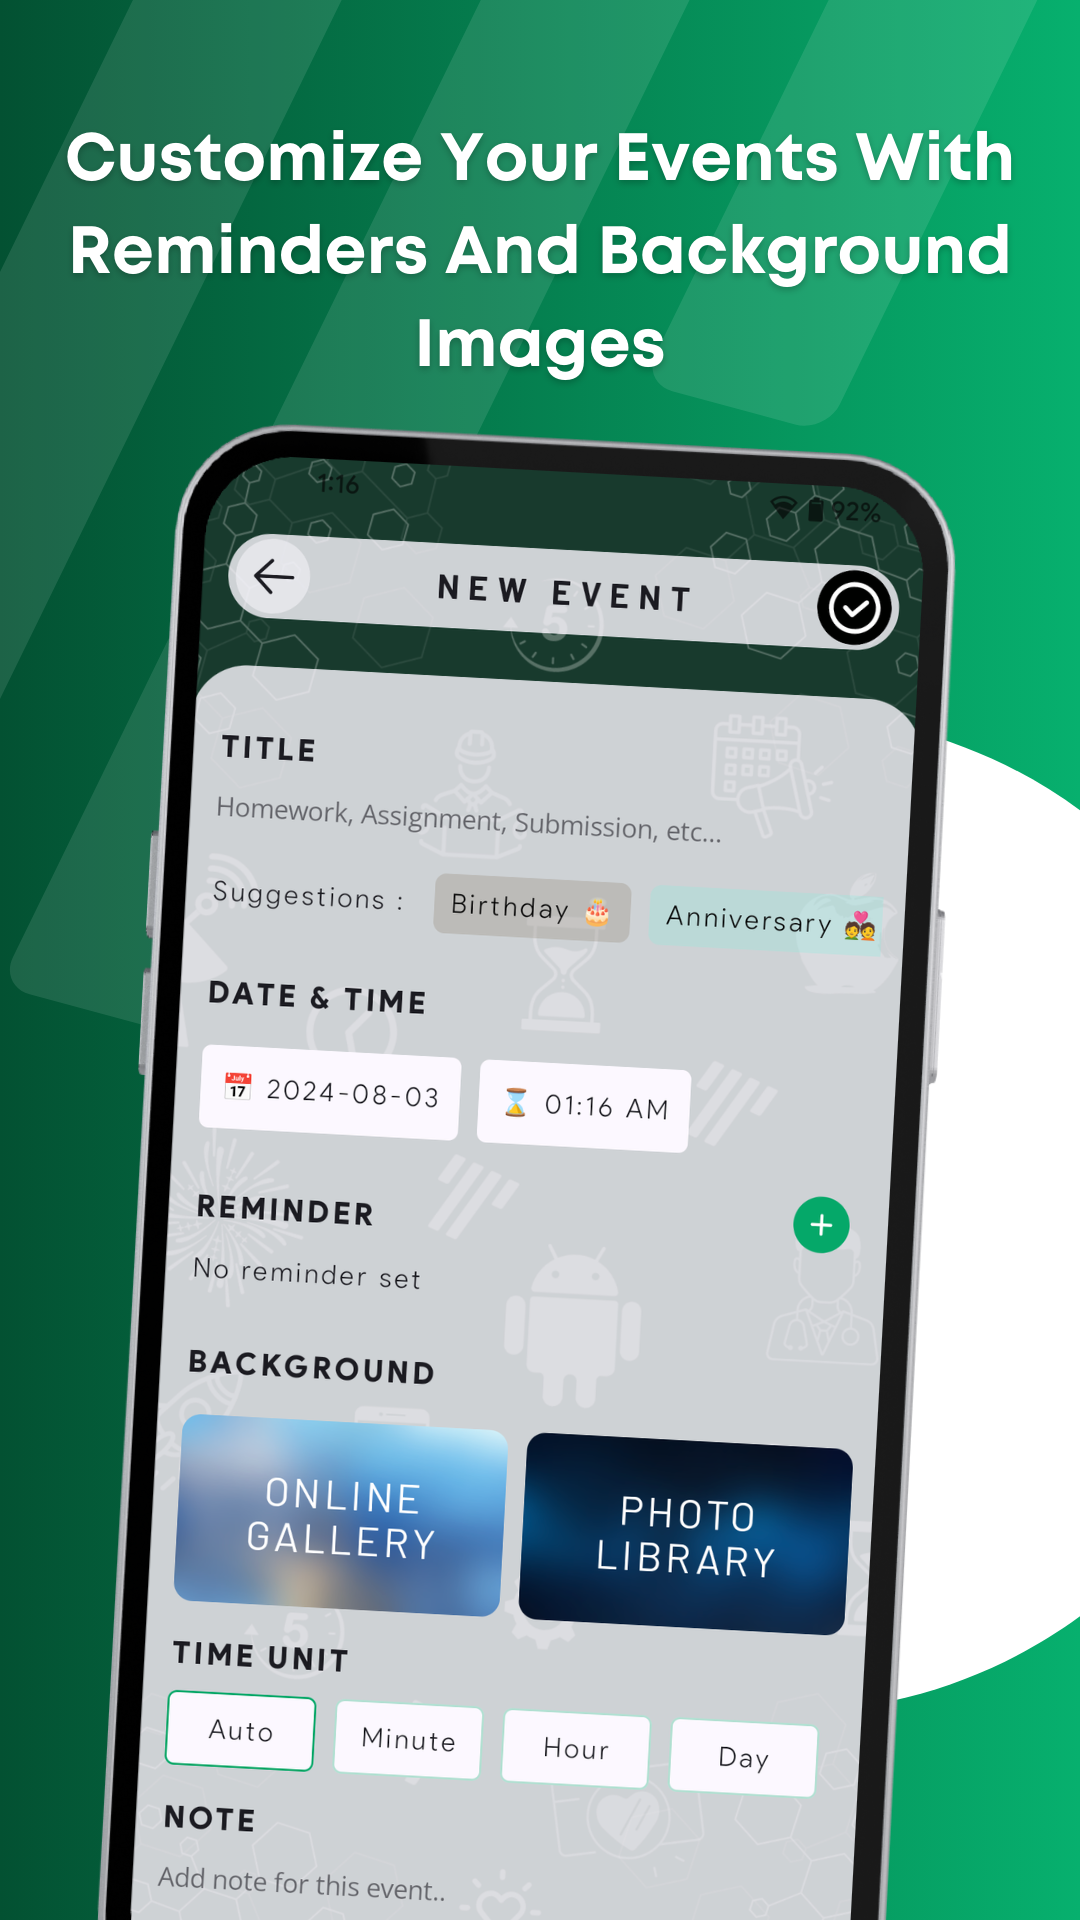 Customize Your Events With
Reminders And Background
Images
1:16
92%
NEW EVENT
5
TITLE
Homework, Assignment, Submission, etc...
Suggestions :
Birthday 🎂
Anniversary 💑
DATE & TIME
📅 2024-08-03
⌛ 01:16 AM
REMINDER
+
No reminder set
BACKGROUND
ONLINE
GALLERY
PHOTO
LIBRARY
5
TIME UNIT
Auto
Minute
Hour
Day
NOTE
Add note for this event..